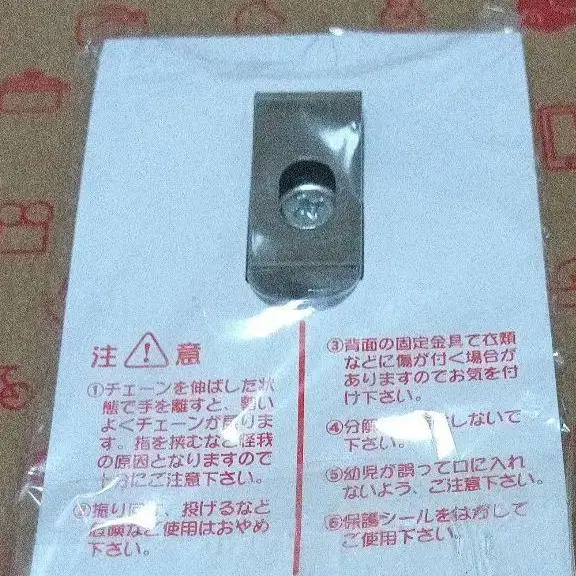 注 意
①チェーンを伸ばした状
態で手を離すと、勢い
よくチェーンが戻りま
す。指を挟むなど怪我
の原因となりますので
十分にご注意下さい。
振り回す、投げるなど
危険なご使用はおやめ
下さい。
③背面の固定金具で衣類
などに傷が付く場合が
ありますのでお気を付
け下さい。
④分解 しないで
下さい。
⑤幼児が誤って口に入れ
ないよう、ご注意下さい。
⑥保護シールをはがして
ご使用下さい。